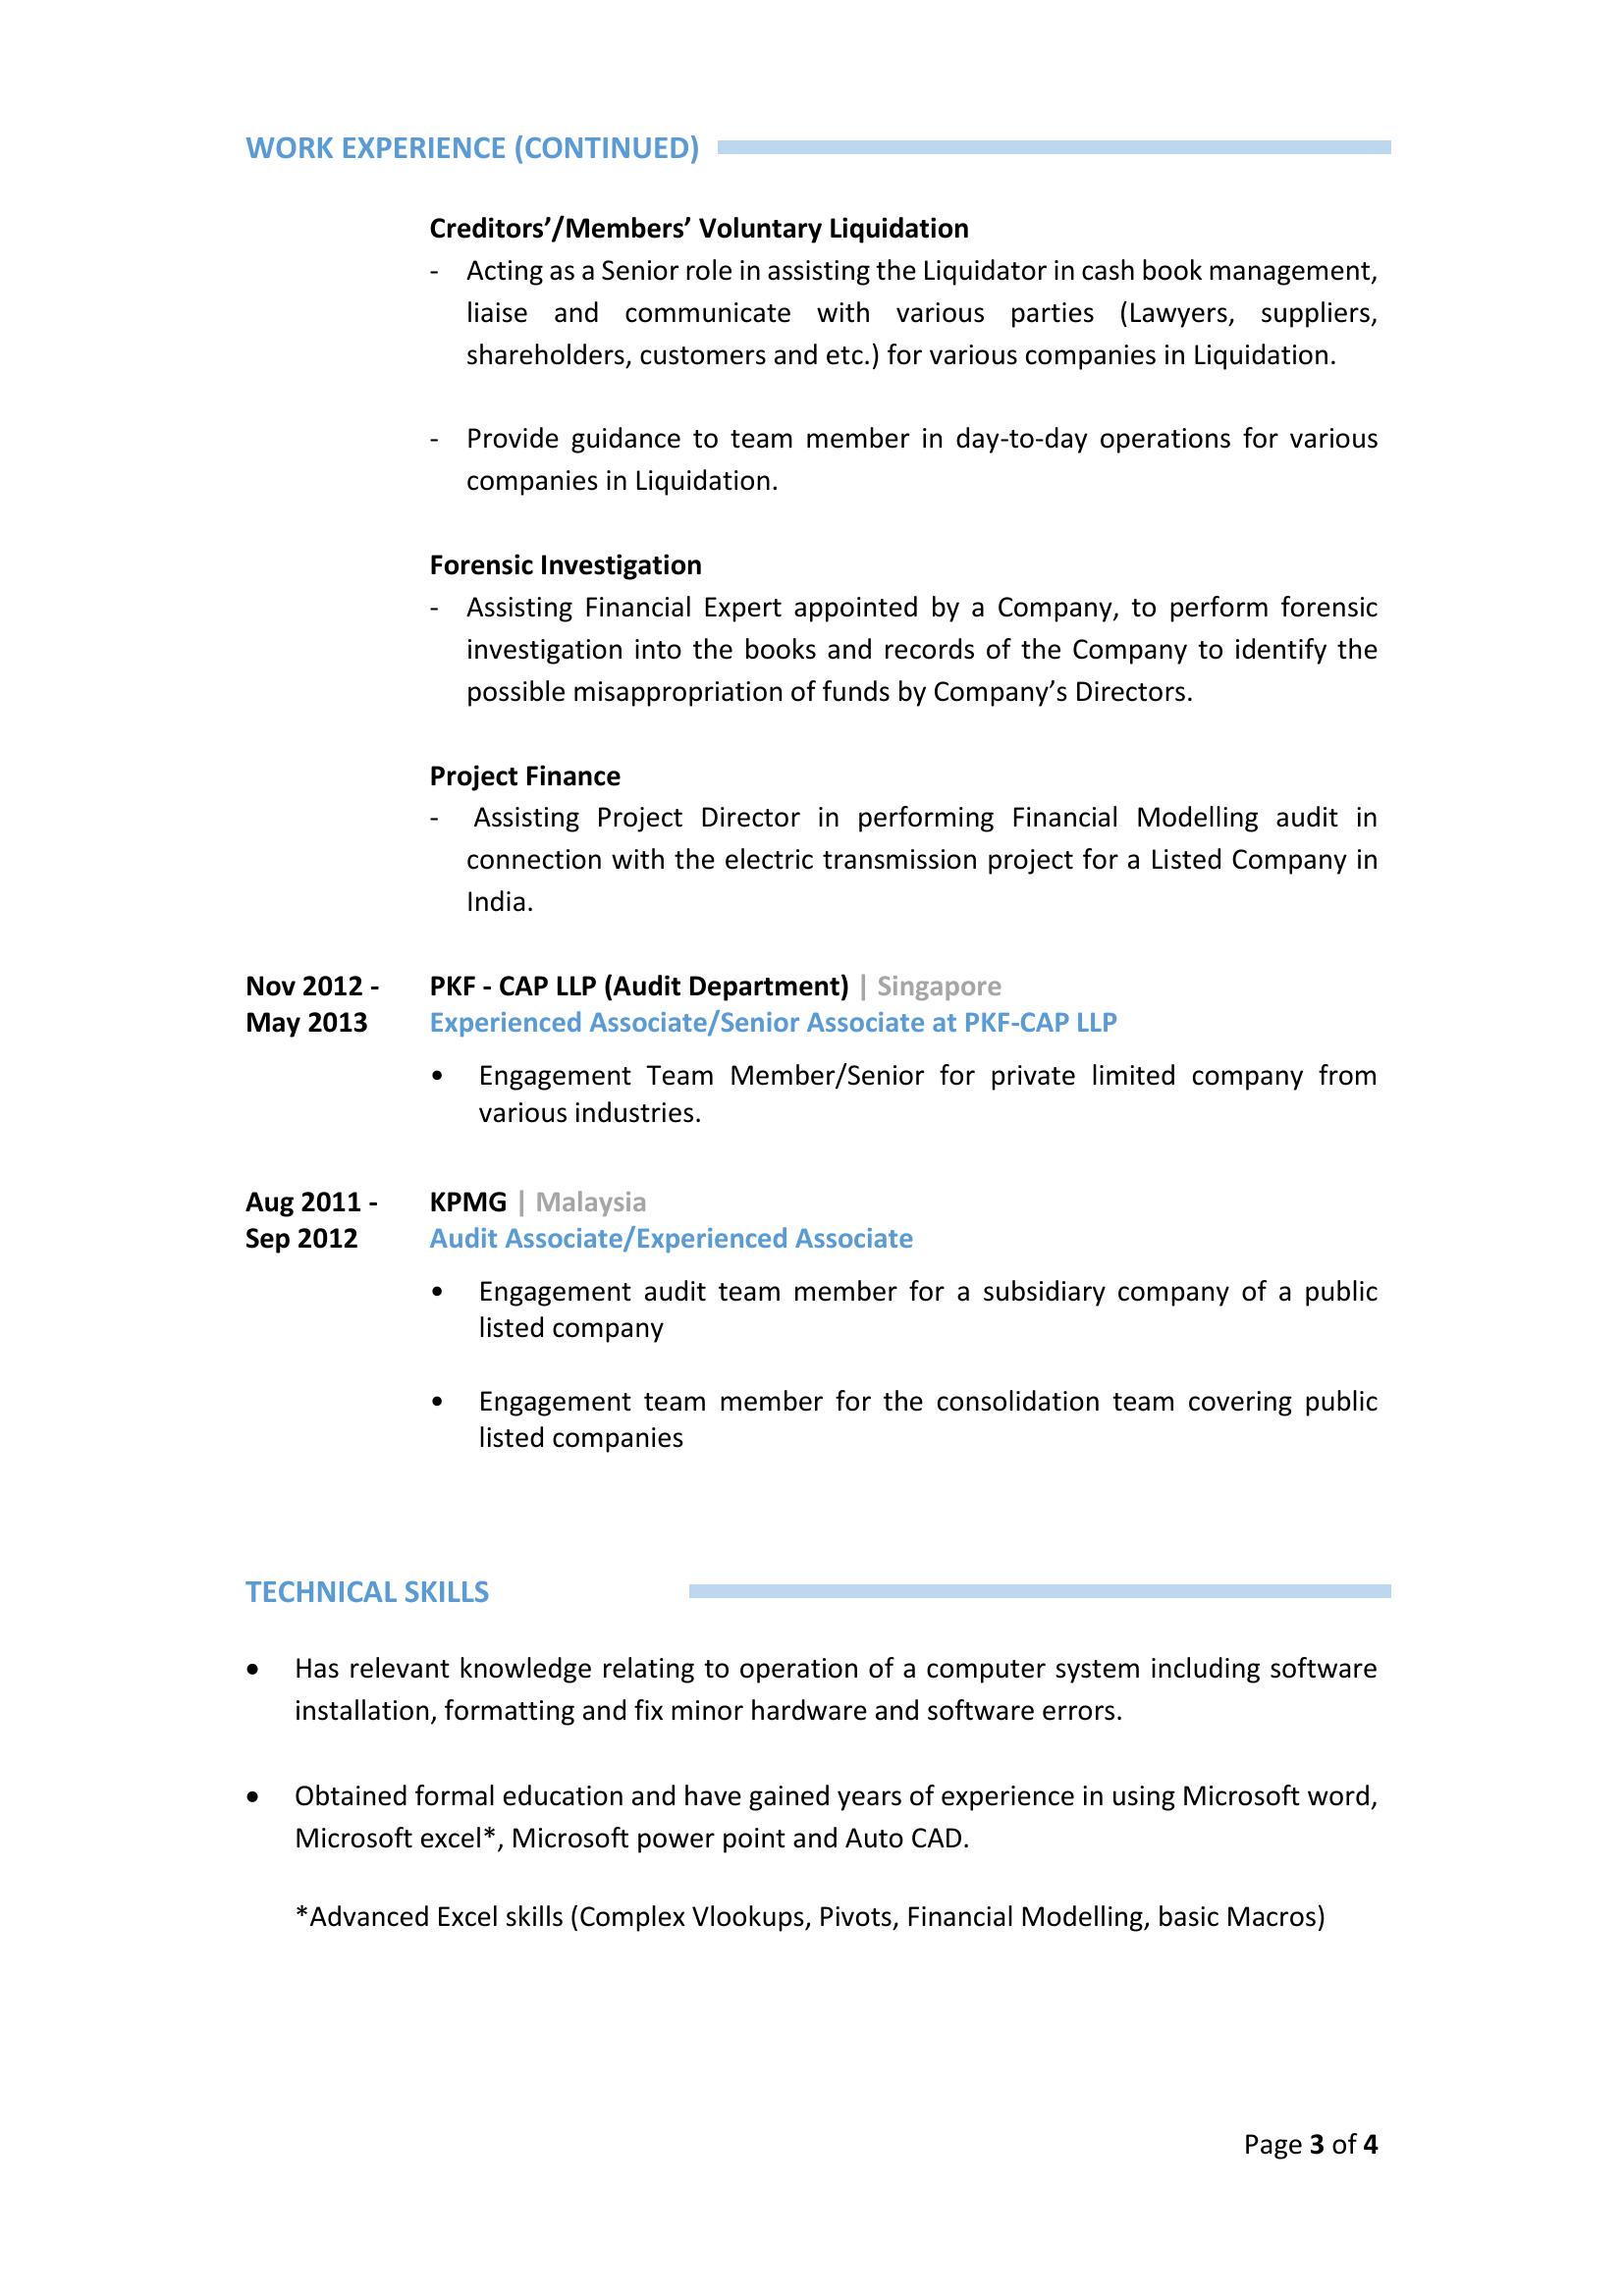 WORK EXPERIENCE (CONTINUED)
Creditors’/Members’ Voluntary Liquidation
- Acting as a Senior role in assisting the Liquidator in cash book management,
liaise and communicate with various parties (Lawyers, suppliers,
shareholders, customers and etc.) for various companies in Liquidation.
- Provide guidance to team member in day-to-day operations for various
companies in Liquidation.
Forensic Investigation
- Assisting Financial Expert appointed by a Company, to perform forensic
investigation into the books and records of the Company to identify the
possible misappropriation of funds by Company’s Directors.
Project Finance
- Assisting Project Director in performing Financial Modelling audit in
connection with the electric transmission project for a Listed Company in
India.
Nov 2012 - PKF - CAP LLP (Audit Department) | Singapore
May 2013 Experienced Associate/Senior Associate at PKF-CAP LLP
• Engagement Team Member/Senior for private limited company from
various industries.
Aug 2011 - KPMG | Malaysia
Sep 2012 Audit Associate/Experienced Associate
• Engagement audit team member for a subsidiary company of a public
listed company
• Engagement team member for the consolidation team covering public
listed companies
TECHNICAL SKILLS
• Has relevant knowledge relating to operation of a computer system including software
installation, formatting and fix minor hardware and software errors.
• Obtained formal education and have gained years of experience in using Microsoft word,
Microsoft excel*, Microsoft power point and Auto CAD.
*Advanced Excel skills (Complex Vlookups, Pivots, Financial Modelling, basic Macros)
Page 3 of 4